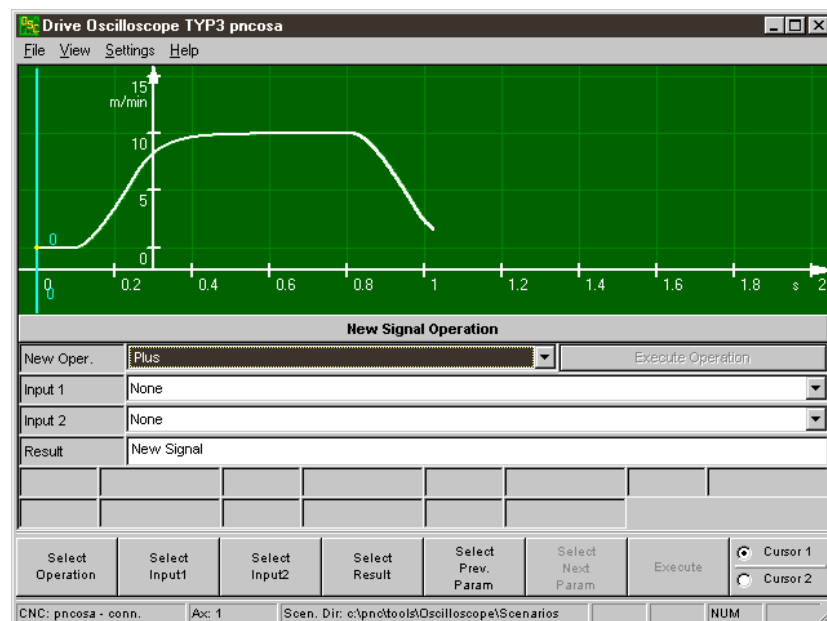 Drive Oscilloscope TYP3 pncosa
File View Settings Help
15
m/min
10
5
0
0
0 0.2 0.4 0.6 0.8 1 1.2 1.4 1.6 1.8 s 2
0
New Signal Operation
New Oper. Plus Execute Operation
Input 1 None
Input 2 None
Result New Signal
Select Operation
Select Input1
Select Input2
Select Result
Select Prev. Param
Select Next Param
Execute
Cursor 1
Cursor 2
CNC: pncosa - conn. Ax: 1 Scen. Dir: c:\pnc\tools\Oscilloscope\Scenarios NUM